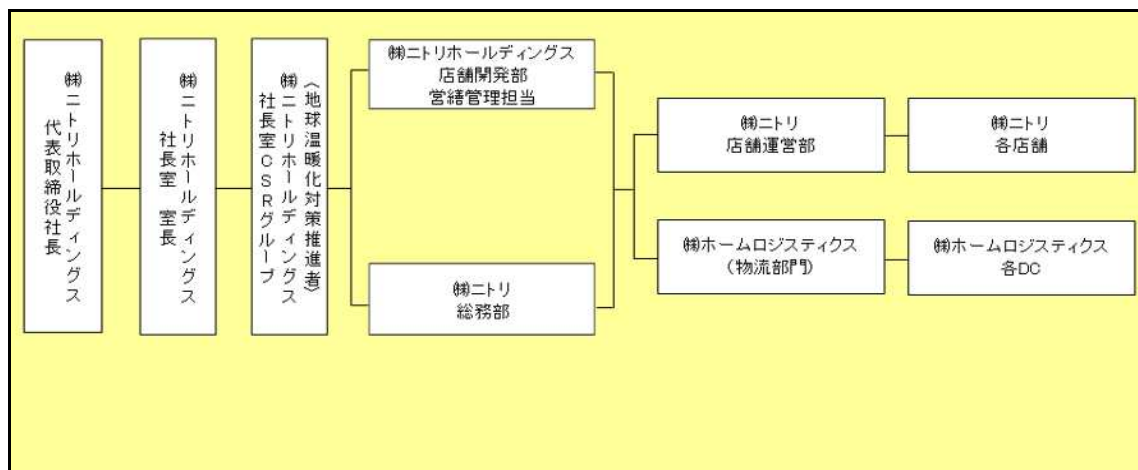 ㈱ニトリホールディングス
代表取締役社長
㈱ニトリホールディングス
社長室　室長
〈地球温暖化対策推進者〉
㈱ニトリホールディングス
社長室CSRグループ
㈱ニトリホールディングス
店舗開発部
営繕管理担当
㈱ニトリ
総務部
㈱ニトリ
店舗運営部
㈱ニトリ
各店舗
㈱ホームロジスティクス
(物流部門)
㈱ホームロジスティクス
各DC